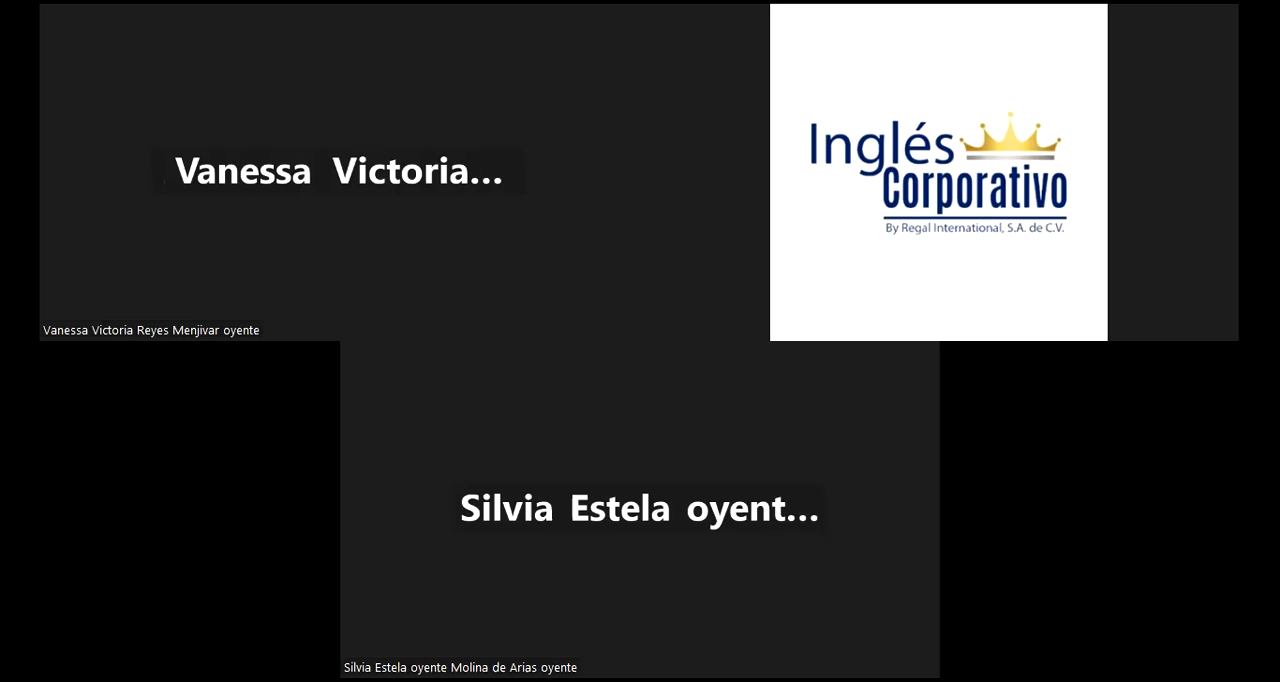 Vanessa Victoria...
Inglés
Corporativo
By Regal International, S.A. de C.V.
Vanessa Victoria Reyes Menjivar oyente
Silvia Estela oyent...
Silvia Estela oyente Molina de Arias oyente